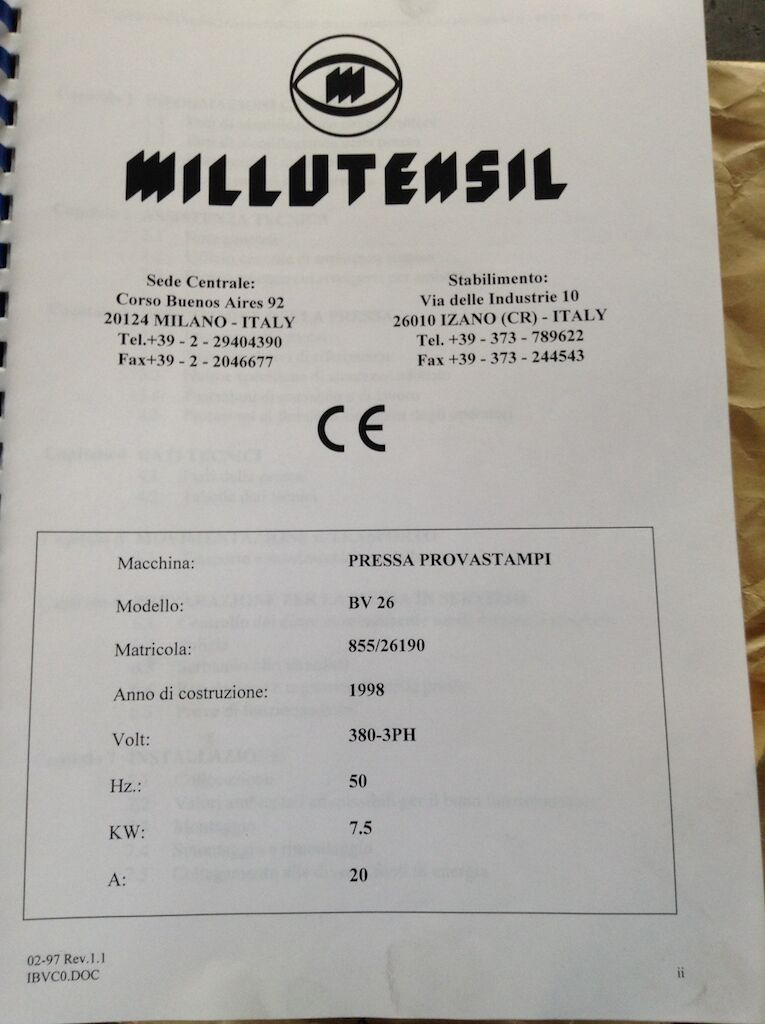 MILLUTENSIL
Sede Centrale:
Corso Buenos Aires 92
20124 MILANO - ITALY
Tel.+39 - 2 - 29404390
Fax+39 - 2 - 2046677
Stabilimento:
Via delle Industrie 10
26010 IZANO (CR) - ITALY
Tel. +39 - 373 - 789622
Fax +39 - 373 - 244543
CE
Macchina: PRESSA PROVASTAMPI
Modello: BV 26
Matricola: 855/26190
Anno di costruzione: 1998
Volt: 380-3PH
Hz.: 50
KW: 7.5
A: 20
02-97 Rev.1.1
IBVC0.DOC
ii